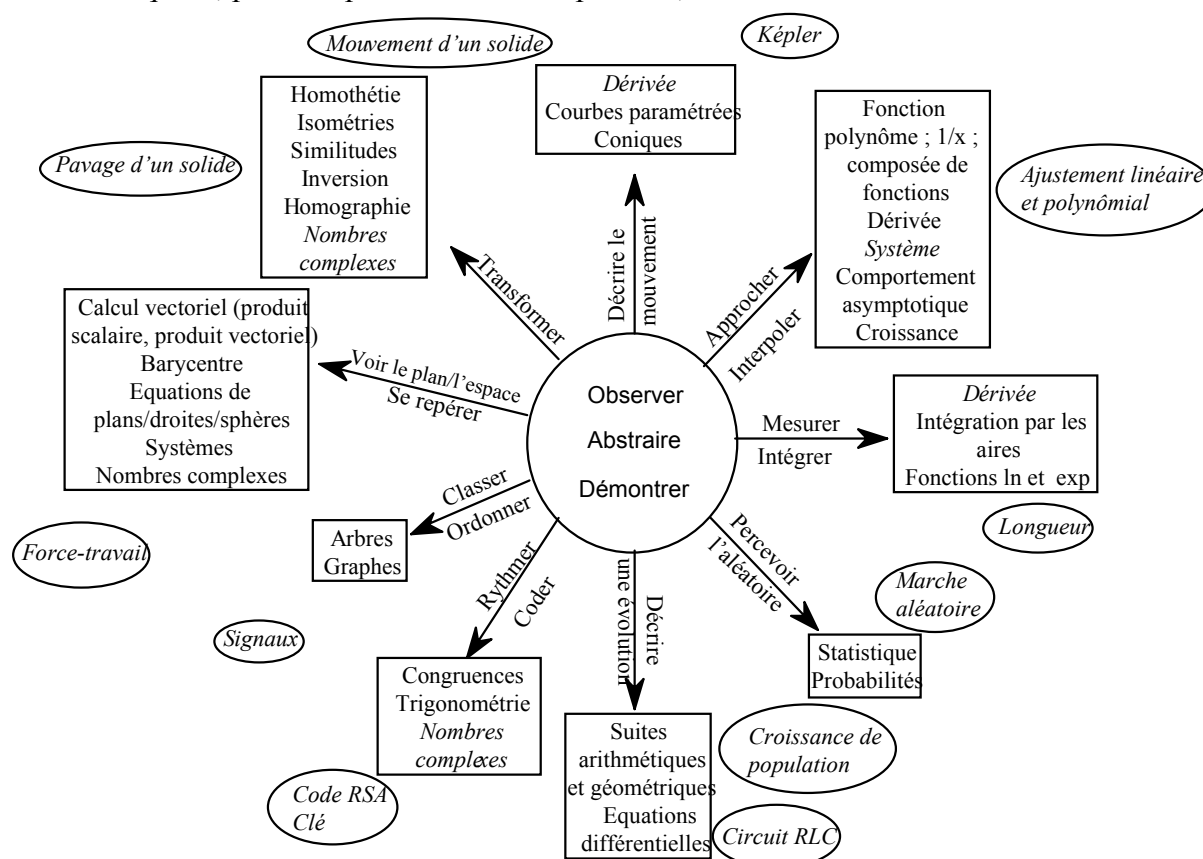 Mouvement d'un solide
Képler
Homothétie
Isométries
Similitudes
Inversion
Homographie
Nombres
complexes
Dérivée
Courbes paramétrées
Coniques
Fonction
polynôme ; 1/x ;
composée de
fonctions
Dérivée
Système
Comportement
asymptotique
Croissance
Pavage d'un solide
Ajustement linéaire
et polynômial
Transformer
Décrire le
mouvement
Approcher
Interpoler
Calcul vectoriel (produit
scalaire, produit vectoriel)
Barycentre
Equations de
plans/droites/sphères
Systèmes
Nombres complexes
Voir le plan/l'espace
Se repérer
Observer
Abstraire
Démontrer
Mesurer
Intégrer
Dérivée
Intégration par les
aires
Fonctions ln et exp
Longueur
Classer
Ordonner
Arbres
Graphes
Force-travail
Rythmer
Coder
Décrire
une évolution
Percevoir
l'aléatoire
Marche
aléatoire
Statistique
Probabilités
Signaux
Congruences
Trigonométrie
Nombres
complexes
Suites
arithmétiques
et géométriques
Equations
différentielles
Croissance de
population
Code RSA
Clé
Circuit RLC